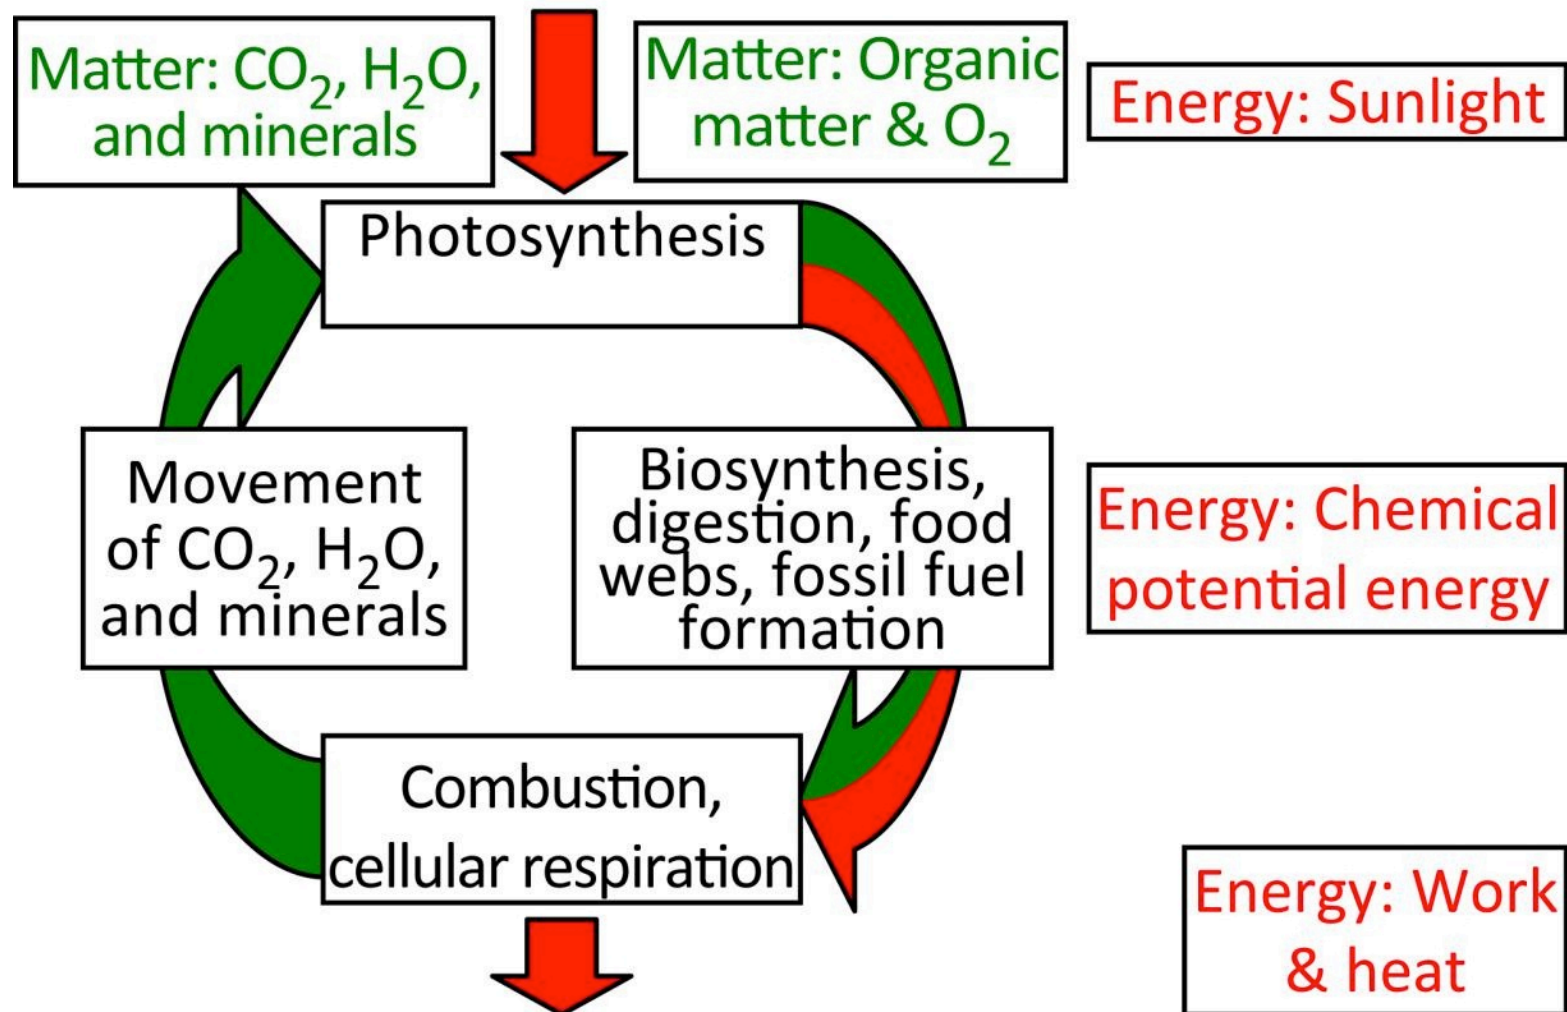 Matter: CO₂, H₂O,
and minerals
Matter: Organic
matter & O₂
Energy: Sunlight
Photosynthesis
Movement
of CO₂, H₂O,
and minerals
Biosynthesis,
digestion, food
webs, fossil fuel
formation
Energy: Chemical
potential energy
Combustion,
cellular respiration
Energy: Work
& heat